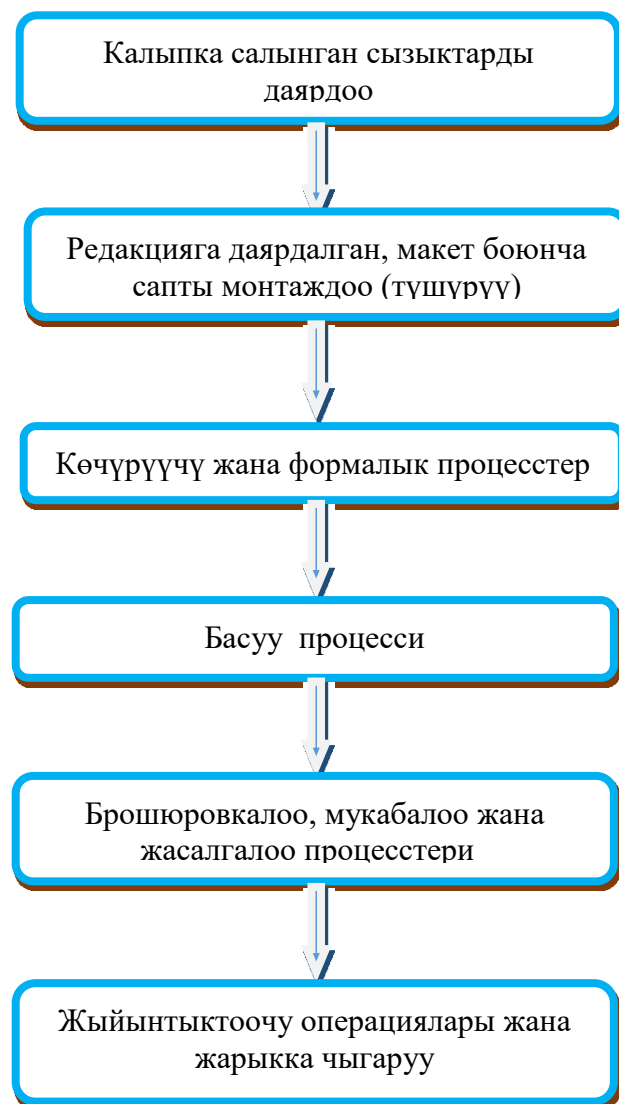 Калыпка салынган сызыктарды
даярдоо
Редакцияга даярдалган, макет боюнча
сапты монтаждоо (түшүрүү)
Көчүрүүчү жана формалык процесстер
Басуу процесси
Брошюровкалоо, мукабалоо жана
жасалгалоо процесстери
Жыйынтыктоочу операциялары жана
жарыкка чыгаруу